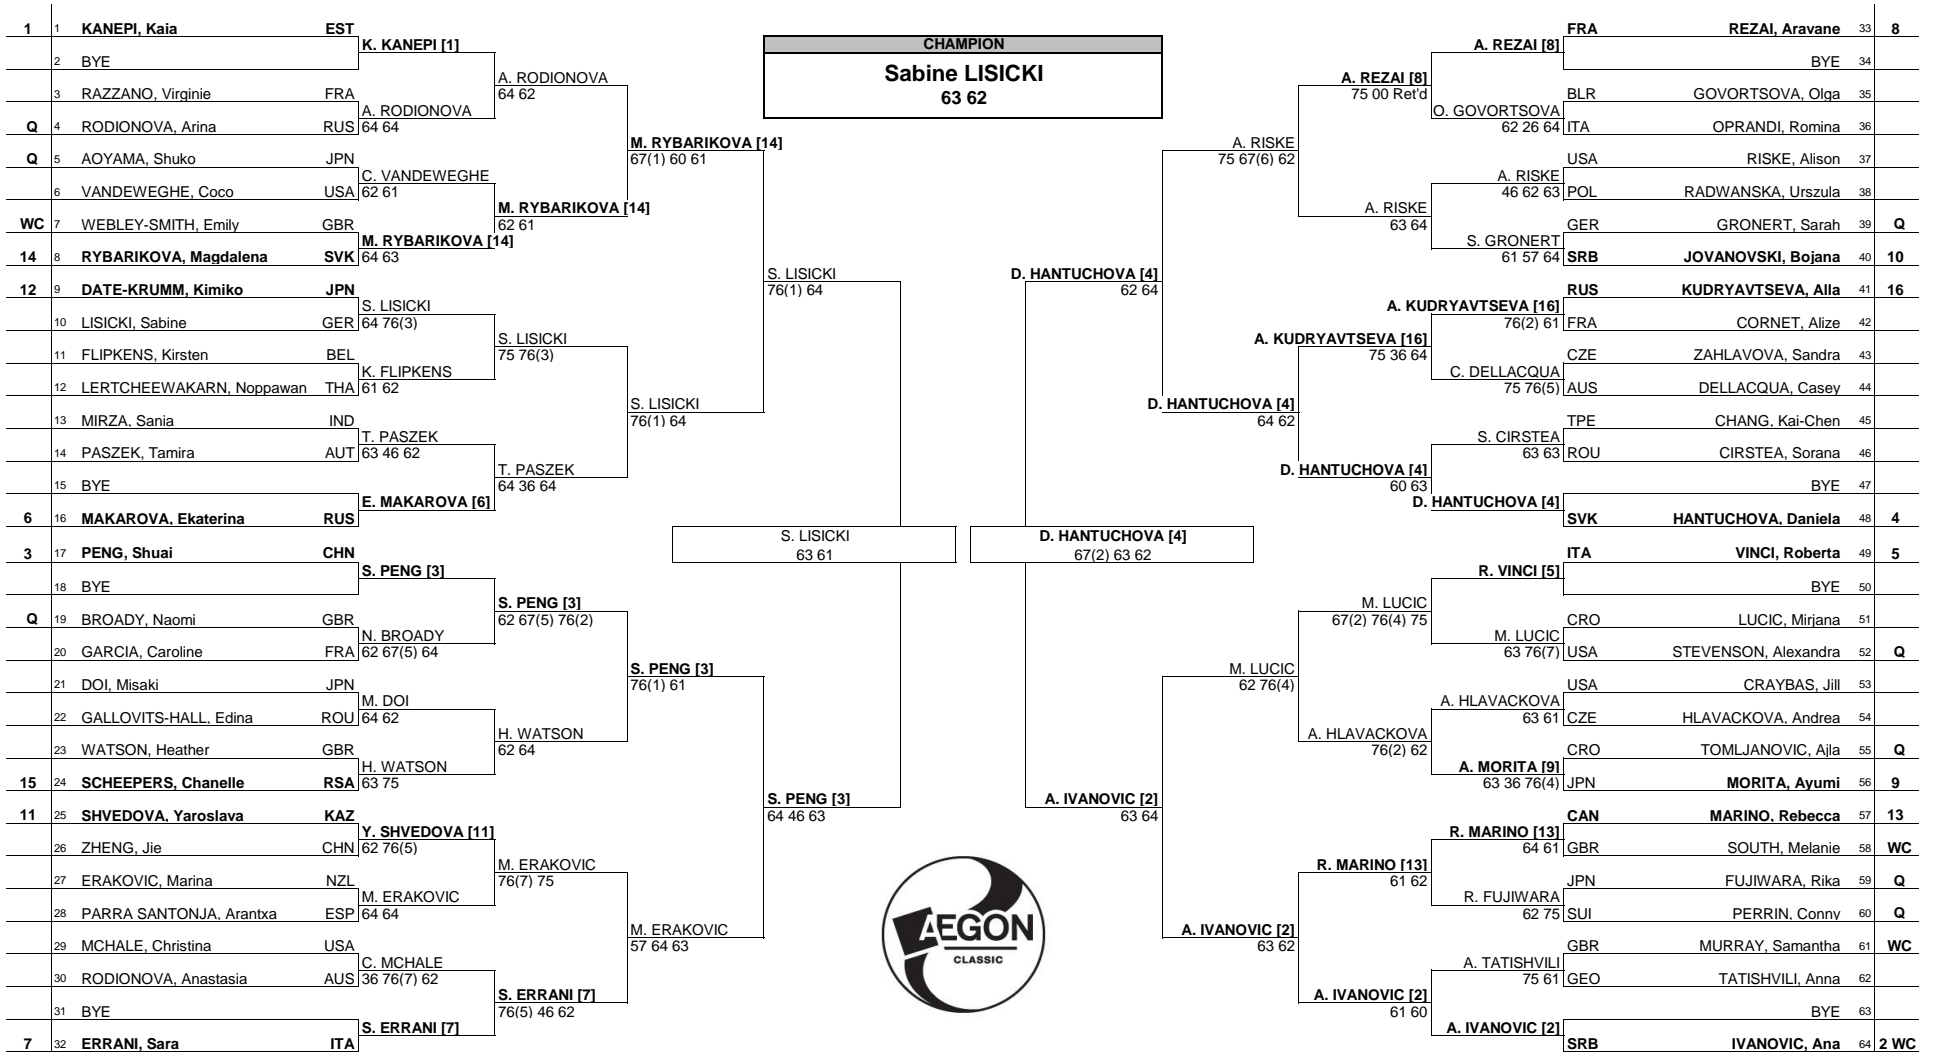 1 1 KANEPI, Kaia EST
K. KANEPI [1]
2 BYE
A. RODIONOVA
64 62
3 RAZZANO, Virginie FRA
A. RODIONOVA
Q 4 RODIONOVA, Arina RUS 64 64
M. RYBARIKOVA [14]
67(1) 60 61
Q 5 AOYAMA, Shuko JPN
C. VANDEWEGHE
6 VANDEWEGHE, Coco USA 62 61
M. RYBARIKOVA [14]
62 61
WC 7 WEBLEY-SMITH, Emily GBR
M. RYBARIKOVA [14]
14 8 RYBARIKOVA, Magdalena SVK 64 63
S. LISICKI
76(1) 64
12 9 DATE-KRUMM, Kimiko JPN
S. LISICKI
10 LISICKI, Sabine GER 64 76(3)
S. LISICKI
75 76(3)
11 FLIPKENS, Kirsten BEL
K. FLIPKENS
12 LERTCHEEWAKARN, Noppawan THA 61 62
S. LISICKI
76(1) 64
13 MIRZA, Sania IND
T. PASZEK
14 PASZEK, Tamira AUT 63 46 62
T. PASZEK
64 36 64
15 BYE
E. MAKAROVA [6]
6 16 MAKAROVA, Ekaterina RUS
S. LISICKI
63 61
3 17 PENG, Shuai CHN
S. PENG [3]
18 BYE
S. PENG [3]
62 67(5) 76(2)
Q 19 BROADY, Naomi GBR
N. BROADY
20 GARCIA, Caroline FRA 62 67(5) 64
S. PENG [3]
76(1) 61
21 DOI, Misaki JPN
M. DOI
22 GALLOVITS-HALL, Edina ROU 64 62
H. WATSON
62 64
23 WATSON, Heather GBR
H. WATSON
15 24 SCHEEPERS, Chanelle RSA 63 75
S. PENG [3]
64 46 63
11 25 SHVEDOVA, Yaroslava KAZ
Y. SHVEDOVA [11]
26 ZHENG, Jie CHN 62 76(5)
M. ERAKOVIC
76(7) 75
27 ERAKOVIC, Marina NZL
M. ERAKOVIC
28 PARRA SANTONJA, Arantxa ESP 64 64
M. ERAKOVIC
57 64 63
29 MCHALE, Christina USA
C. MCHALE
30 RODIONOVA, Anastasia AUS 36 76(7) 62
S. ERRANI [7]
76(5) 46 62
31 BYE
S. ERRANI [7]
7 32 ERRANI, Sara ITA
CHAMPION
Sabine LISICKI
63 62
AEGON
CLASSIC
FRA REZAI, Aravane 33 8
A. REZAI [8]
BYE 34
A. REZAI [8]
75 00 Ret'd
BLR GOVORTSOVA, Olga 35
O. GOVORTSOVA
62 26 64 ITA OPRANDI, Romina 36
A. RISKE
75 67(6) 62
USA RISKE, Alison 37
A. RISKE
46 62 63 POL RADWANSKA, Urszula 38
A. RISKE
63 64
GER GRONERT, Sarah 39 Q
S. GRONERT
61 57 64 SRB JOVANOVSKI, Bojana 40 10
D. HANTUCHOVA [4]
62 64
RUS KUDRYAVTSEVA, Alla 41 16
A. KUDRYAVTSEVA [16]
76(2) 61 FRA CORNET, Alize 42
A. KUDRYAVTSEVA [16]
75 36 64
CZE ZAHLAVOVA, Sandra 43
C. DELLACQUA
75 76(5) AUS DELLACQUA, Casey 44
D. HANTUCHOVA [4]
64 62
TPE CHANG, Kai-Chen 45
S. CIRSTEA
63 63 ROU CIRSTEA, Sorana 46
D. HANTUCHOVA [4]
60 63
BYE 47
D. HANTUCHOVA [4]
SVK HANTUCHOVA, Daniela 48 4
D. HANTUCHOVA [4]
67(2) 63 62
ITA VINCI, Roberta 49 5
R. VINCI [5]
BYE 50
M. LUCIC
67(2) 76(4) 75
CRO LUCIC, Mirjana 51
M. LUCIC
63 76(7) USA STEVENSON, Alexandra 52 Q
M. LUCIC
62 76(4)
USA CRAYBAS, Jill 53
A. HLAVACKOVA
63 61 CZE HLAVACKOVA, Andrea 54
A. HLAVACKOVA
76(2) 62
CRO TOMLJANOVIC, Ajla 55 Q
A. MORITA [9]
63 36 76(4) JPN MORITA, Ayumi 56 9
A. IVANOVIC [2]
63 64
CAN MARINO, Rebecca 57 13
R. MARINO [13]
64 61 GBR SOUTH, Melanie 58 WC
R. MARINO [13]
61 62
JPN FUJIWARA, Rika 59 Q
R. FUJIWARA
62 75 SUI PERRIN, Conny 60 Q
A. IVANOVIC [2]
63 62
GBR MURRAY, Samantha 61 WC
A. TATISHVILI
75 61 GEO TATISHVILI, Anna 62
A. IVANOVIC [2]
61 60
BYE 63
A. IVANOVIC [2]
SRB IVANOVIC, Ana 64 2 WC